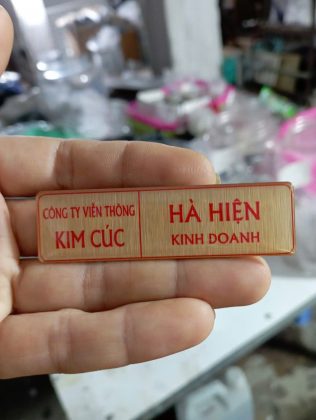 CÔNG TY VIỄN THÔNG
KIM CÚC
HÀ HIỆN
KINH DOANH